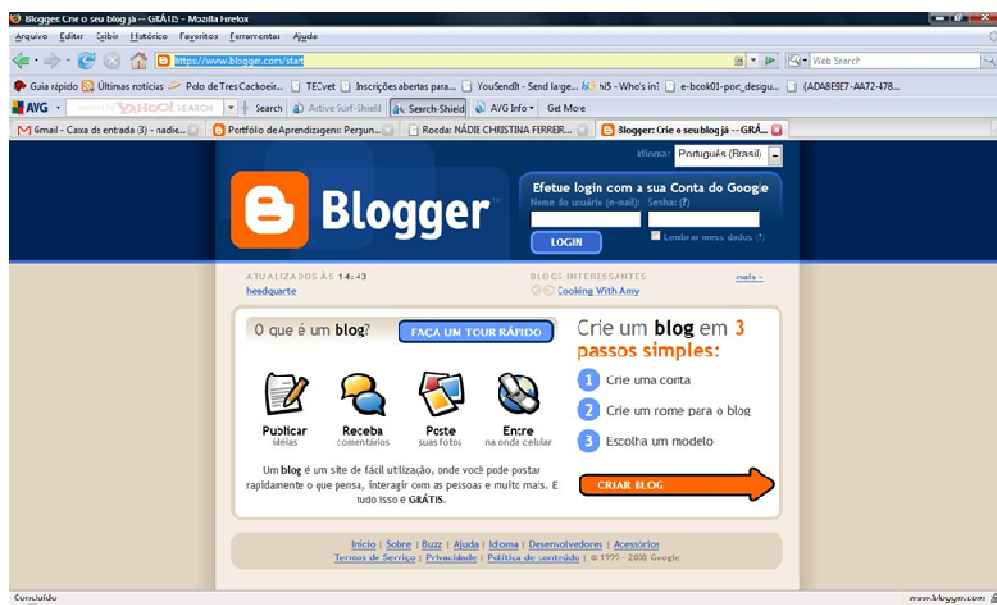 Blogger: Crie o seu blog já -- GRÁTIS - Mozilla Firefox
Arquivo Editar Exibir Histórico Favoritos Ferramentas Ajuda
https://www.blogger.com/start
Web Search
Guia rápido Últimas notícias Polo de Tres Cachoeir... TECvet Inscrições abertas para... YouSendIt - Send large... hi5 - Who's in?
AVG YAHOO! SEARCH Search Active Surf-Shield Search-Shield AVG Info Get More
Gmail - Caixa de entrada (3) - nadie... Portfólio de Aprendizagens: Pergun... Rooda: NÁDIE CHRISTINA FERREIR... Blogger: Crie o seu blog já -- GRÁ...
Idioma: Português (Brasil)
Blogger
Efetue login com a sua Conta do Google
Nome do usuário (e-mail): Senha: (?)
LOGIN
Lembrar meus dados (?)
ATUALIZADOS ÀS 14:43
headquarte
BLOGS INTERESSANTES
mais
Cooking With Amy
O que é um blog?
FAÇA UM TOUR RÁPIDO
Publicar
idéias
Receba
comentários
Poste
suas fotos
Entre
na onda celular
Um blog é um site de fácil utilização, onde você pode postar
rapidamente o que pensa, interagir com as pessoas e muito mais. E
tudo isso é GRÁTIS.
Crie um blog em 3
passos simples:
1 Crie uma conta
2 Crie um nome para o blog
3 Escolha um modelo
CRIAR BLOG
Início | Sobre | Buzz | Ajuda | Idioma | Desenvolvedores | Acessórios
Termos de Serviço | Privacidade | Política de conteúdo | © 1999 - 2008 Google
Concluído
www.blogger.com